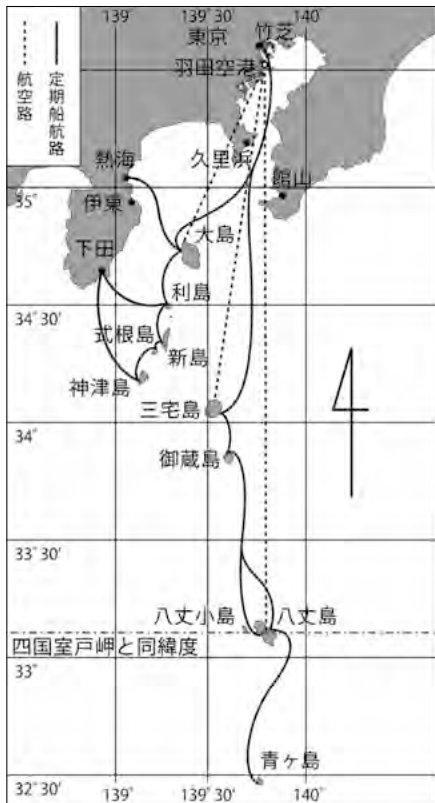 139°
139° 30′
140°
航空路
定期船航路
東京
竹芝
羽田空港
久里浜
館山
熱海
35°
伊東
大島
下田
利島
34° 30′
式根島
新島
神津島
三宅島
34°
御蔵島
33° 30′
八丈小島
八丈島
四国室戸岬と同緯度
33°
青ヶ島
32° 30′
139°
139° 30′
140°